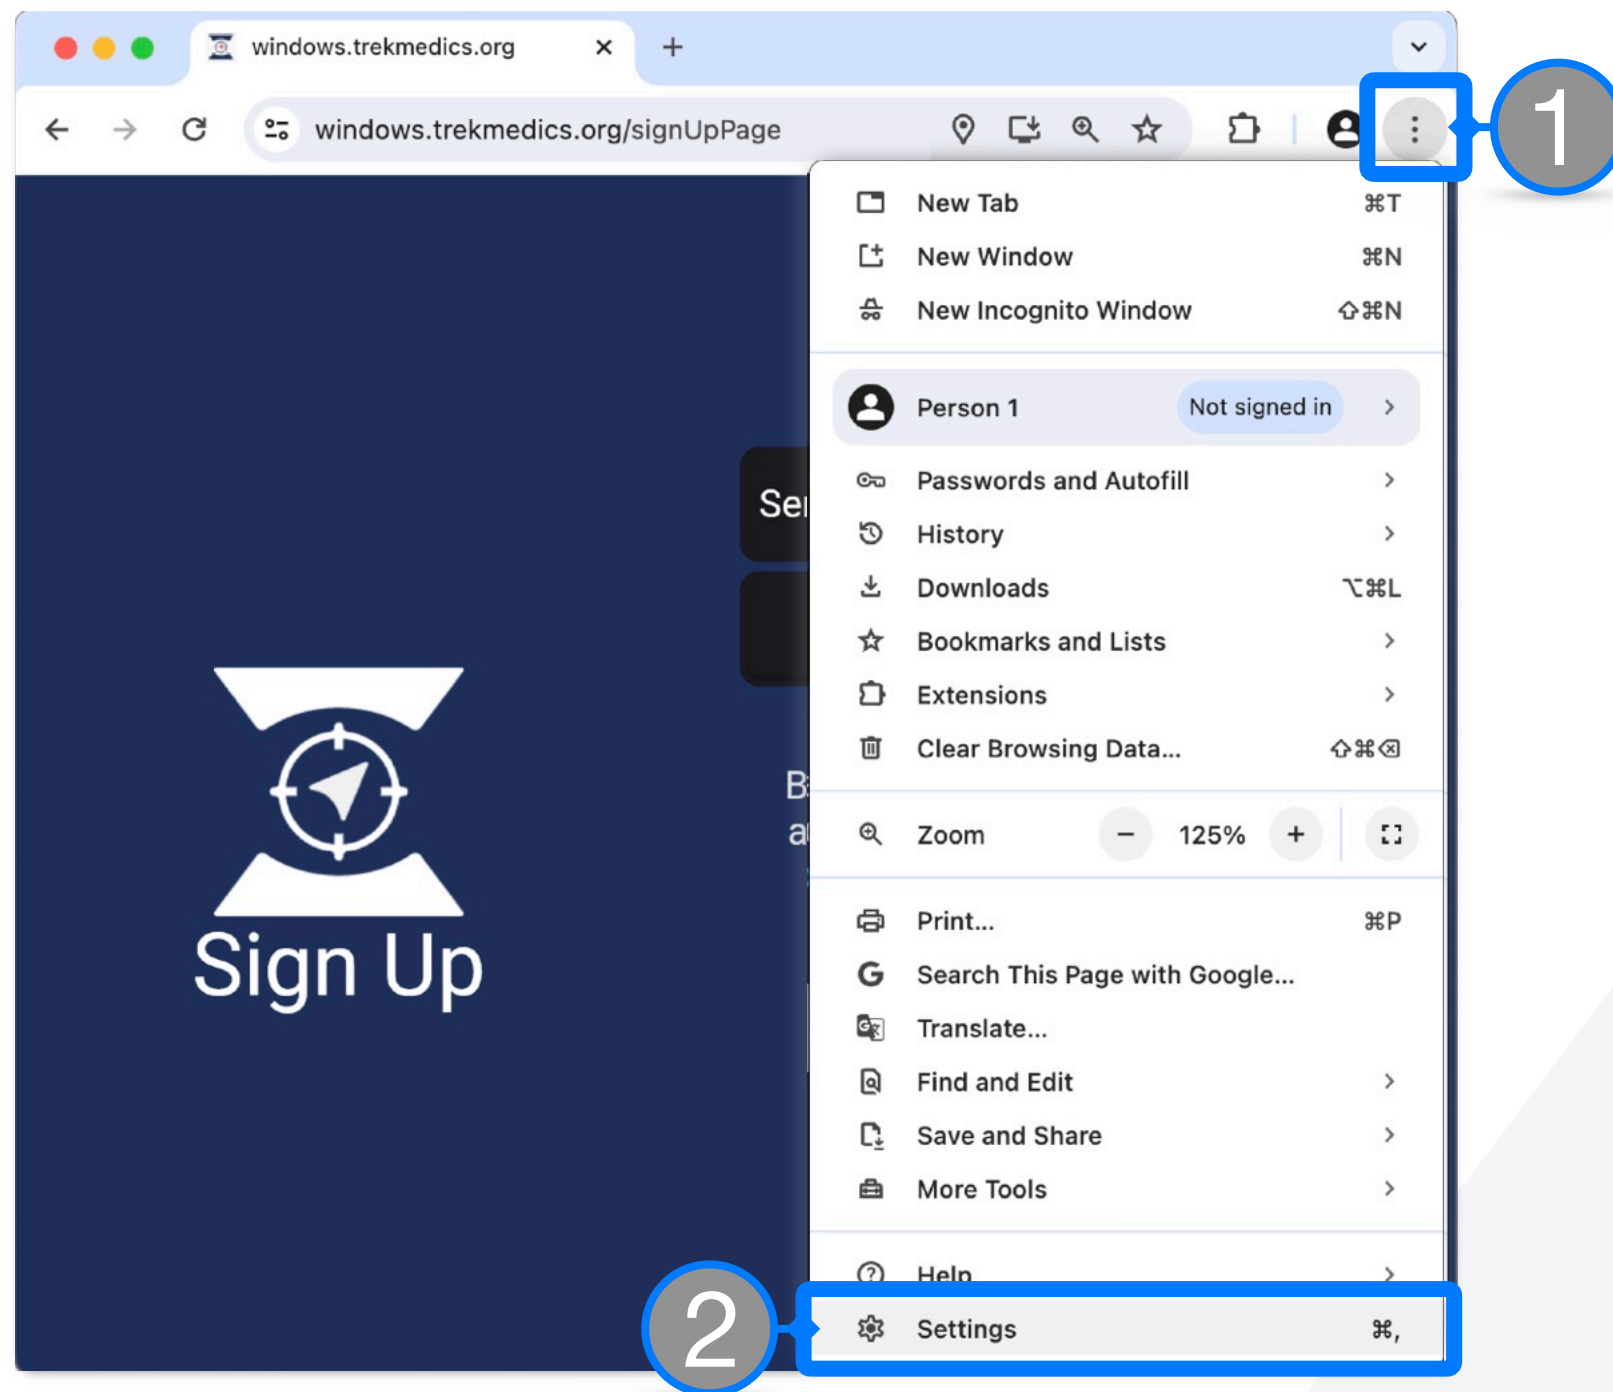 windows.trekmedics.org
windows.trekmedics.org/signUpPage
1
New Tab ⌘T
New Window ⌘N
New Incognito Window ⇧⌘N
Person 1 Not signed in
Passwords and Autofill
History
Downloads ⌥⌘L
Bookmarks and Lists
Extensions
Clear Browsing Data... ⇧⌘⌫
Zoom − 125% +
Print... ⌘P
Search This Page with Google...
Translate...
Find and Edit
Save and Share
More Tools
Help
Settings ⌘,
2
Sign Up